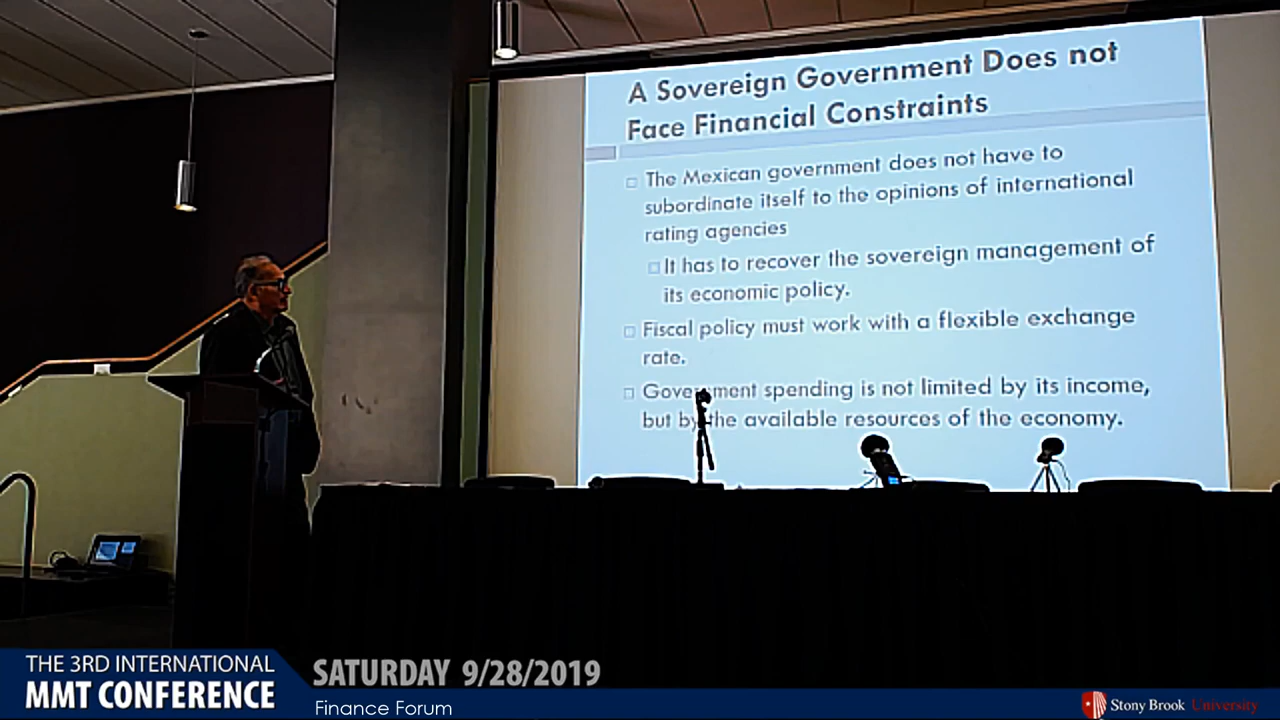 A Sovereign Government Does not
Face Financial Constraints
The Mexican government does not have to
subordinate itself to the opinions of international
rating agencies
It has to recover the sovereign management of
its economic policy.
Fiscal policy must work with a flexible exchange
rate.
Government spending is not limited by its income,
but by the available resources of the economy.
THE 3RD INTERNATIONAL
MMT CONFERENCE
SATURDAY 9/28/2019
Finance Forum
Stony Brook University